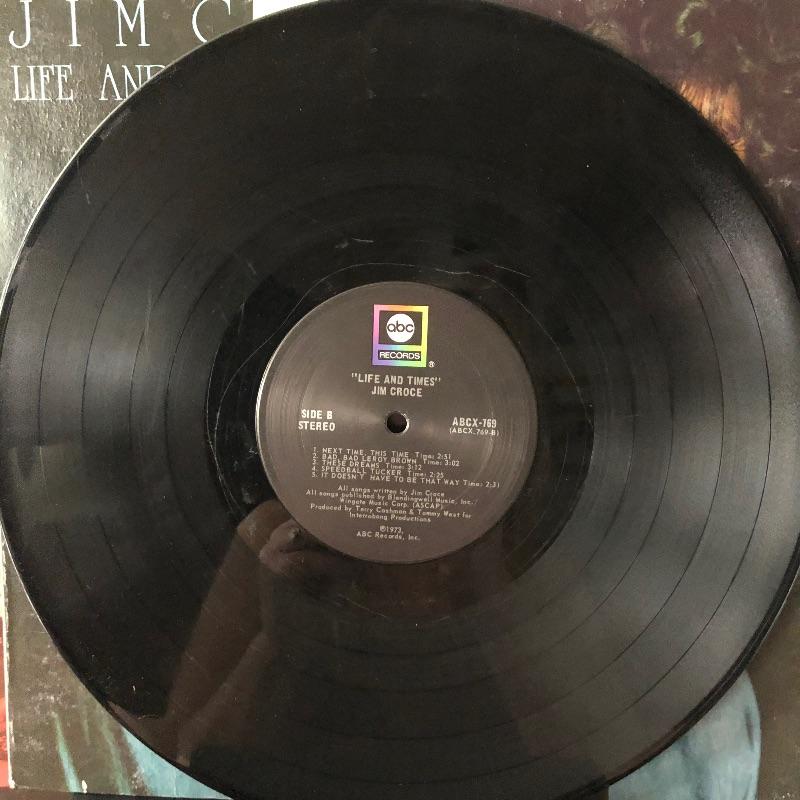 JIM C
LIFE AND
abc
RECORDS ®
"LIFE AND TIMES"
JIM CROCE
SIDE B
STEREO
ABCX-769
(ABCX 769-B)
1. NEXT TIME, THIS TIME Time: 2:51
2. BAD, BAD LEROY BROWN Time: 3:02
3. THESE DREAMS Time: 3:12
4. SPEEDBALL TUCKER Time: 2:25
5. IT DOESN'T HAVE TO BE THAT WAY Time: 2:31
All songs written by Jim Croce
All songs published by Blendingwell Music, Inc./
Wingate Music Corp. (ASCAP)
Produced by Terry Cashman & Tommy West for
Interrobang Productions
℗1973,
ABC Records, Inc.